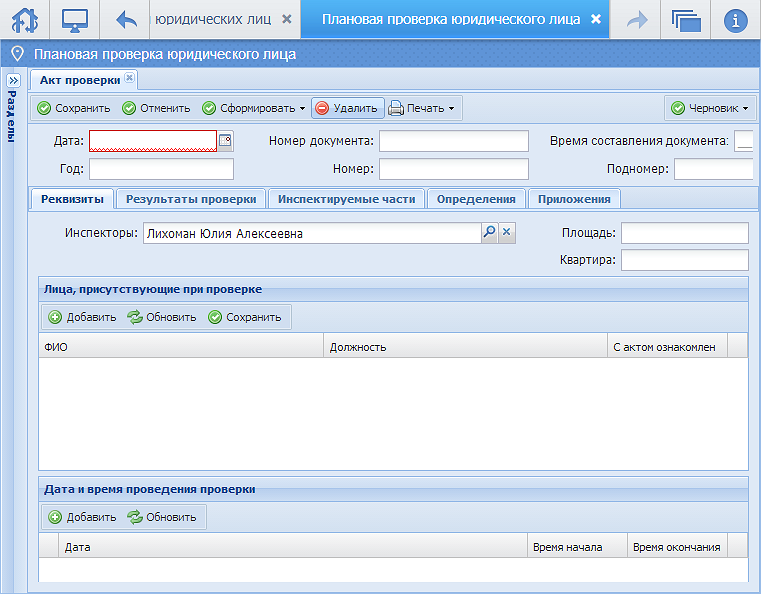 юридических лиц
Плановая проверка юридического лица
Плановая проверка юридического лица
Разделы
Акт проверки
Сохранить Отменить Сформировать Удалить Печать Черновик
Дата: Номер документа: Время составления документа: __
Год: Номер: Подномер:
Реквизиты Результаты проверки Инспектируемые части Определения Приложения
Инспекторы: Лихоман Юлия Алексеевна Площадь:
Квартира:
Лица, присутствующие при проверке
Добавить Обновить Сохранить
ФИО Должность С актом ознакомлен
Дата и время проведения проверки
Добавить Обновить
Дата Время начала Время окончания